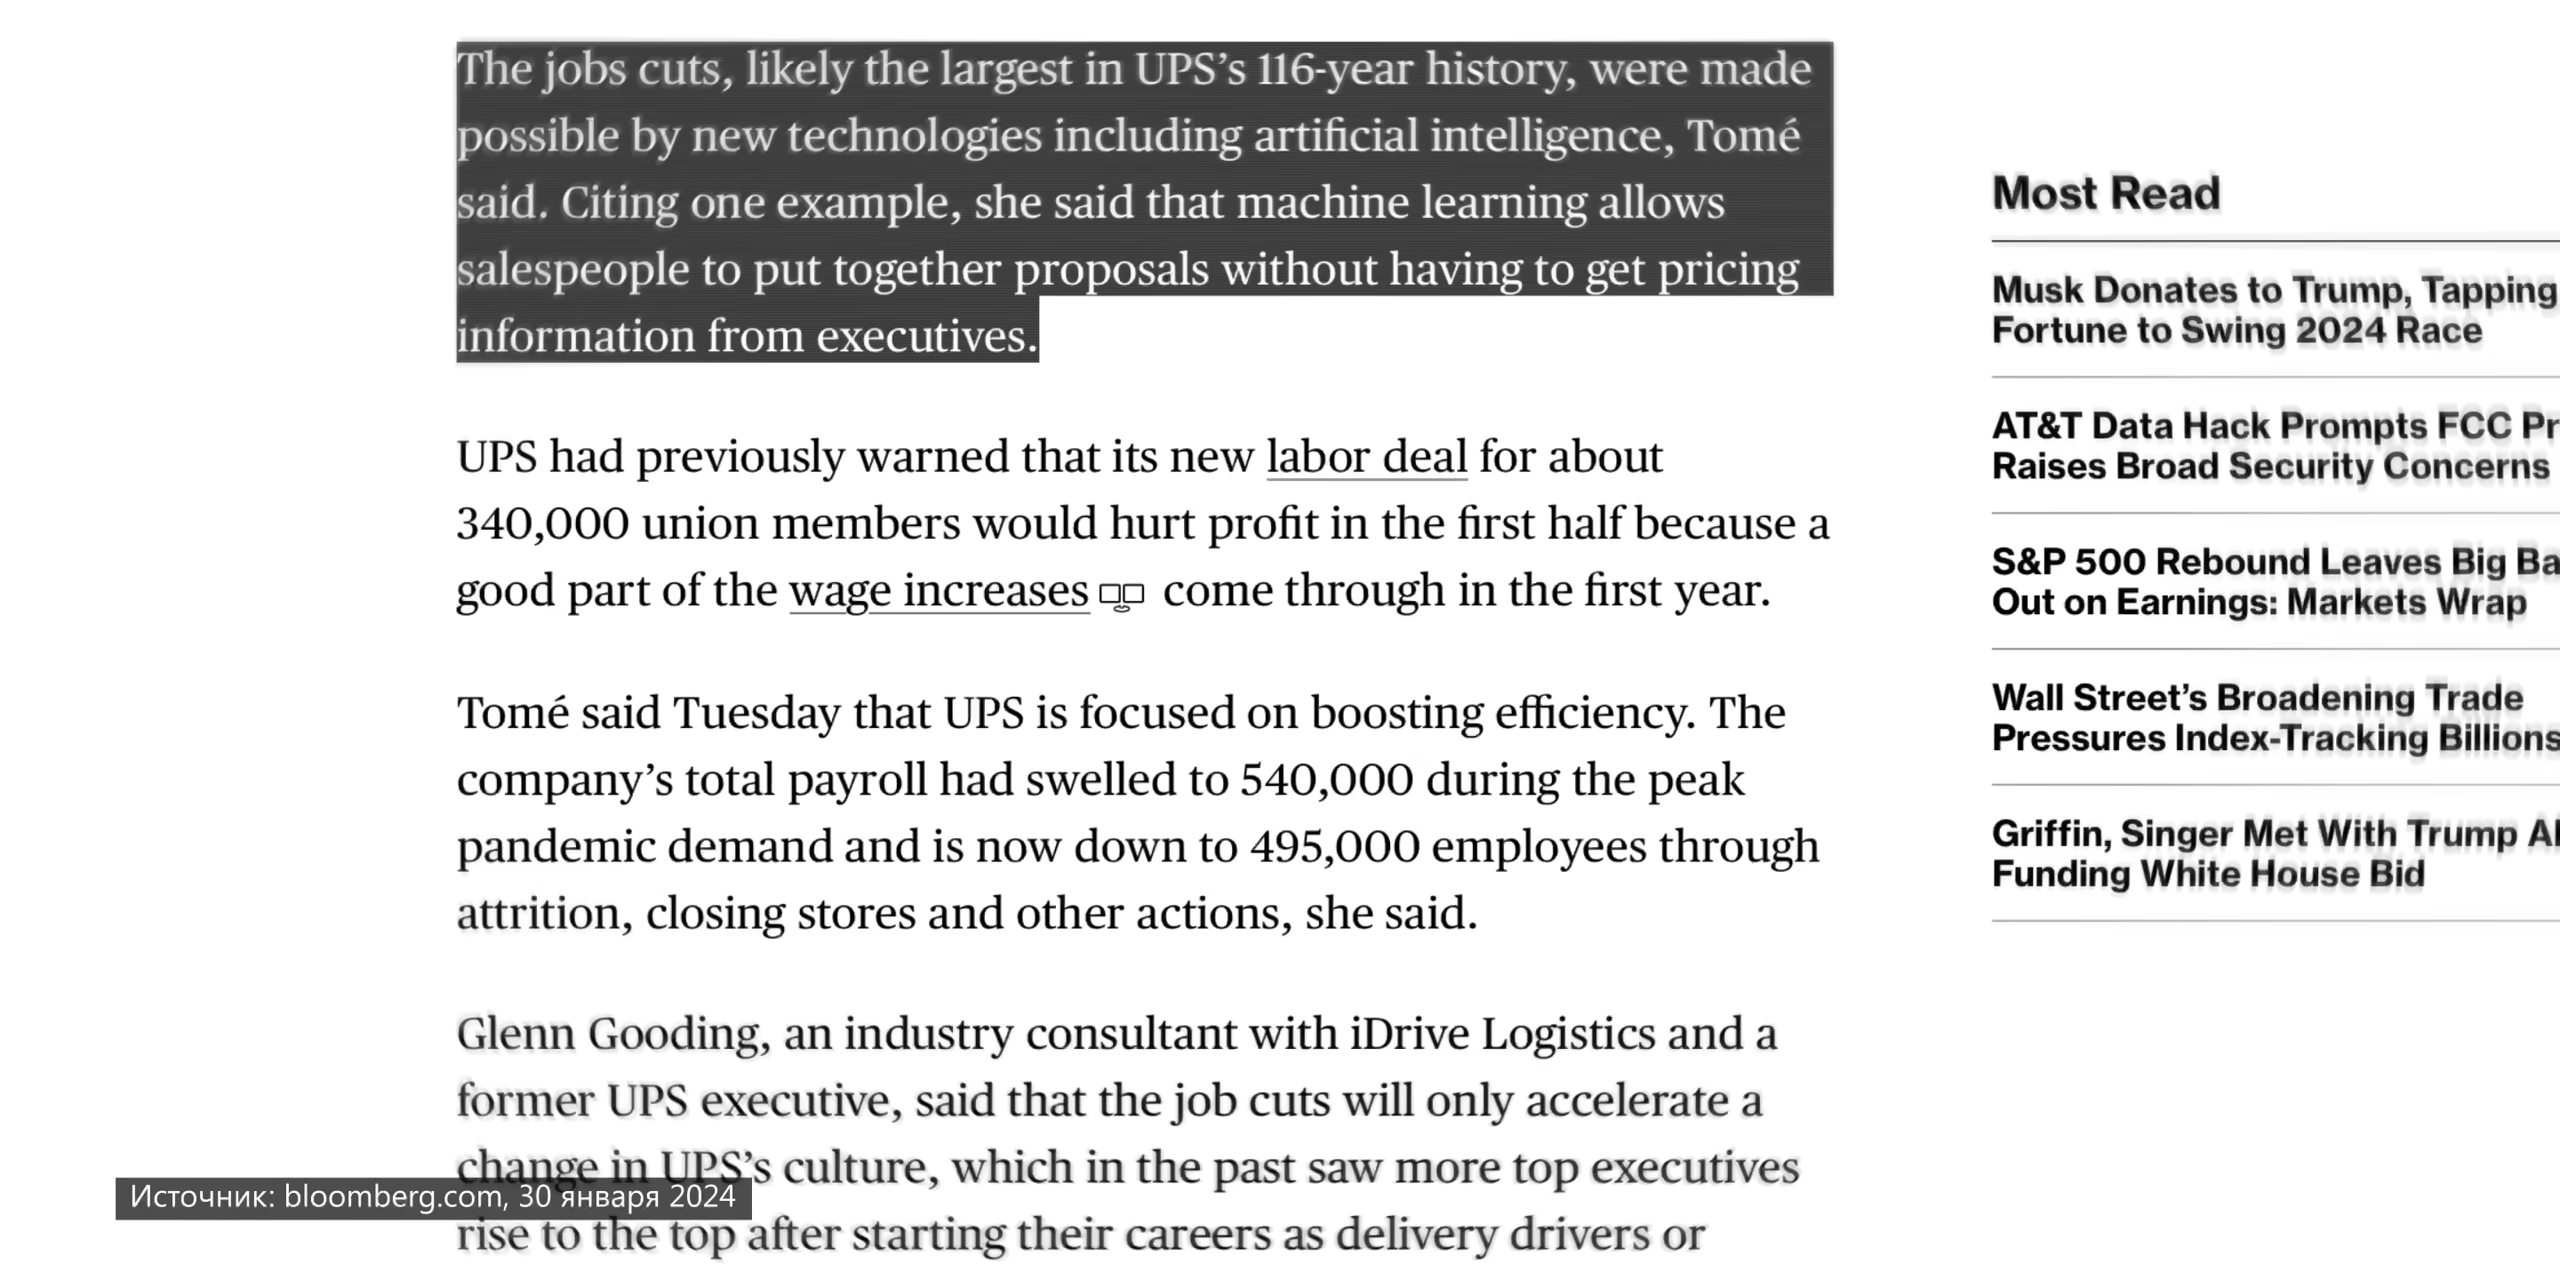 The jobs cuts, likely the largest in UPS’s 116-year history, were made
possible by new technologies including artificial intelligence, Tomé
said. Citing one example, she said that machine learning allows
salespeople to put together proposals without having to get pricing
information from executives.
UPS had previously warned that its new labor deal for about
340,000 union members would hurt profit in the first half because a
good part of the wage increases come through in the first year.
Tomé said Tuesday that UPS is focused on boosting efficiency. The
company’s total payroll had swelled to 540,000 during the peak
pandemic demand and is now down to 495,000 employees through
attrition, closing stores and other actions, she said.
Glenn Gooding, an industry consultant with iDrive Logistics and a
former UPS executive, said that the job cuts will only accelerate a
change in UPS’s culture, which in the past saw more top executives
rise to the top after starting their careers as delivery drivers or
Most Read
Musk Donates to Trump, Tapping
Fortune to Swing 2024 Race
AT&T Data Hack Prompts FCC Pr
Raises Broad Security Concerns
S&P 500 Rebound Leaves Big Ba
Out on Earnings: Markets Wrap
Wall Street’s Broadening Trade
Pressures Index-Tracking Billions
Griffin, Singer Met With Trump Al
Funding White House Bid
Источник: bloomberg.com, 30 января 2024